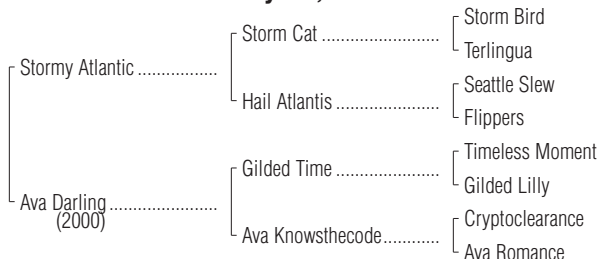 Storm Bird
Storm Cat ........................
Terlingua
Stormy Atlantic ................
Seattle Slew
Hail Atlantis .....................
Flippers
Timeless Moment
Gilded Time .....................
Gilded Lilly
Ava Darling ......................
(2000)
Cryptoclearance
Ava Knowsthecode ............
Ava Romance